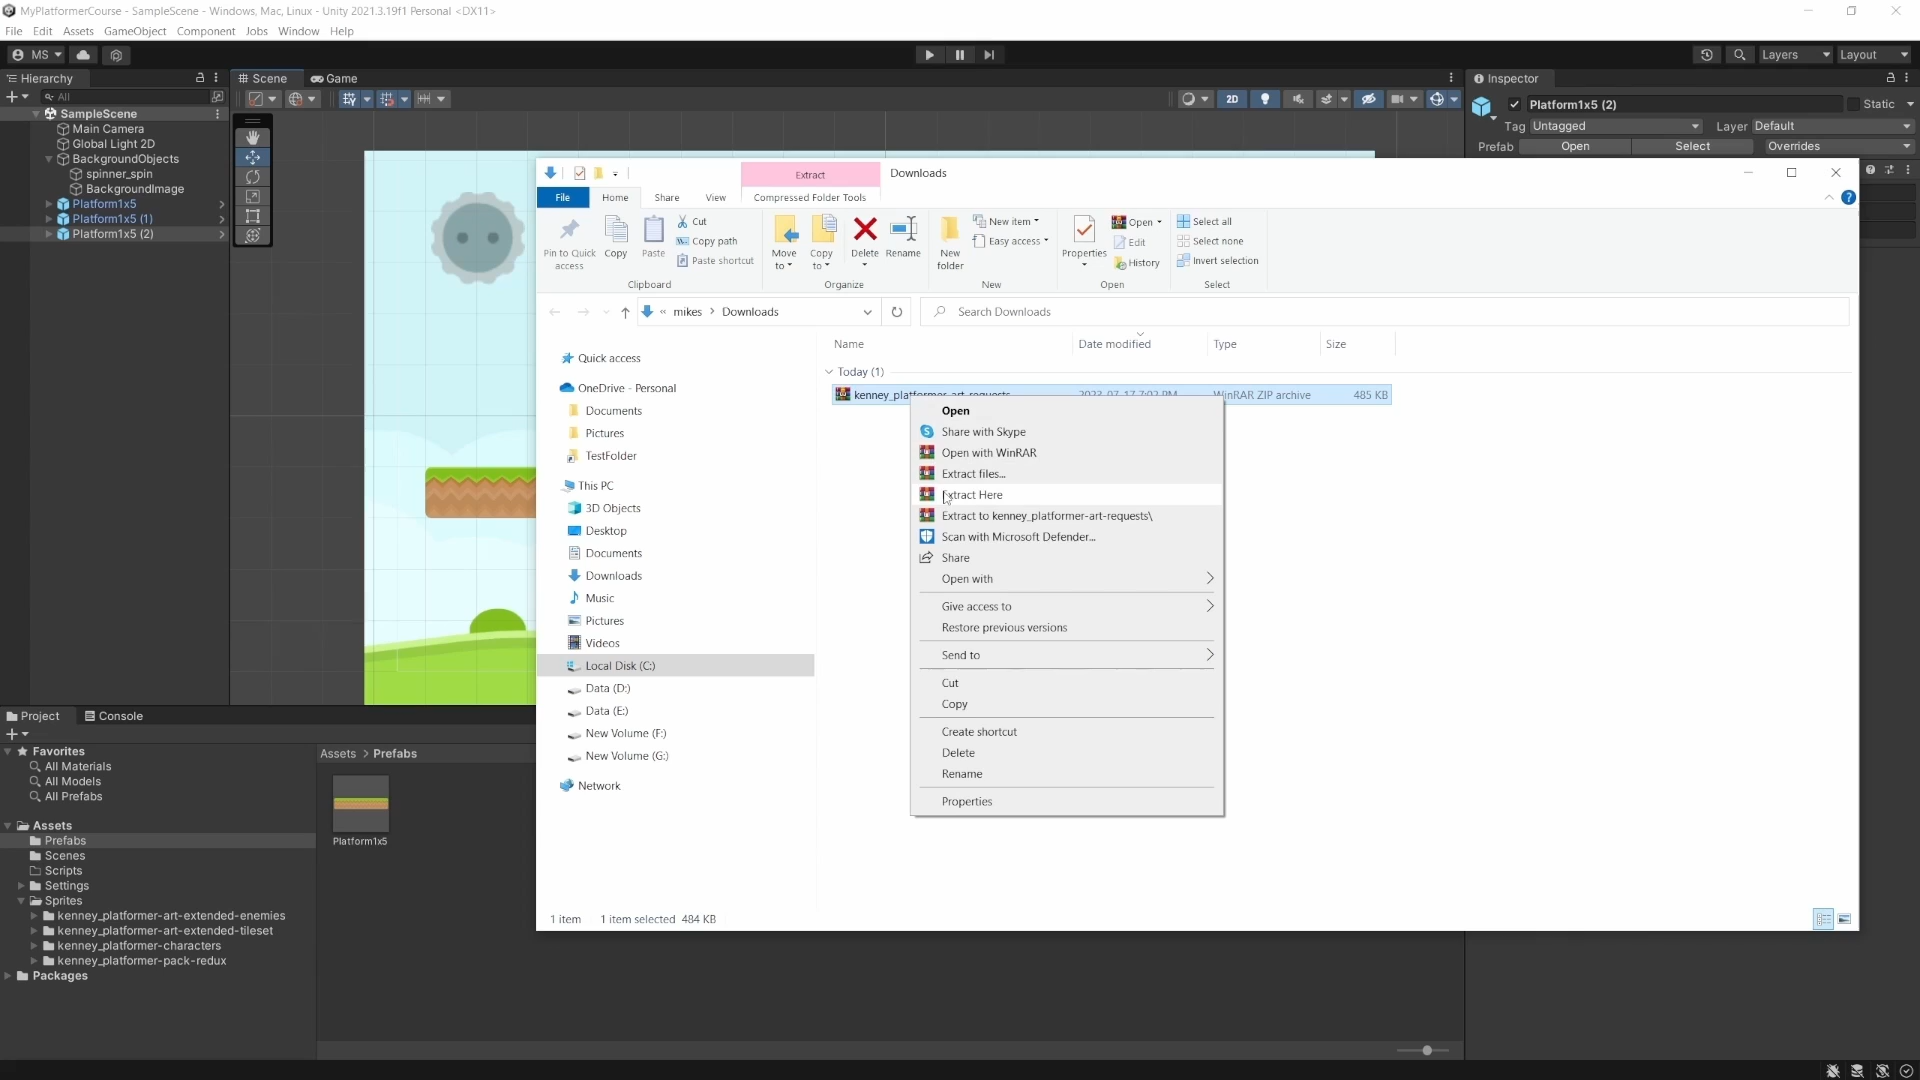 MyPlatformerCourse - SampleScene - Windows, Mac, Linux - Unity 2021.3.19f1 Personal <DX11>
File Edit Assets GameObject Component Jobs Window Help
MS Layers Layout
Hierarchy
All
SampleScene
Main Camera
Global Light 2D
BackgroundObjects
spinner_spin
BackgroundImage
Platform1x5
Platform1x5 (1)
Platform1x5 (2)
Scene Game
2D
Inspector
Platform1x5 (2) Static
Tag Untagged Layer Default
Prefab Open Select Overrides
Extract Downloads
File Home Share View Compressed Folder Tools
Pin to Quick access
Copy
Paste
Cut
Copy path
Paste shortcut
Clipboard
Move to
Copy to
Delete
Rename
Organize
New folder
New item
Easy access
New
Properties
Open
Edit
History
Open
Select all
Select none
Invert selection
Select
« mikes > Downloads
Search Downloads
Quick access
OneDrive - Personal
Documents
Pictures
TestFolder
This PC
3D Objects
Desktop
Documents
Downloads
Music
Pictures
Videos
Local Disk (C:)
Data (D:)
Data (E:)
New Volume (F:)
New Volume (G:)
Network
Name Date modified Type Size
Today (1)
kenney_platformer-art-requests 2023-07-17 7:02 PM WinRAR ZIP archive 485 KB
Open
Share with Skype
Open with WinRAR
Extract files...
Extract Here
Extract to kenney_platformer-art-requests\
Scan with Microsoft Defender...
Share
Open with
Give access to
Restore previous versions
Send to
Cut
Copy
Create shortcut
Delete
Rename
Properties
1 item 1 item selected 484 KB
Project Console
Favorites
All Materials
All Models
All Prefabs
Assets
Prefabs
Scenes
Scripts
Settings
Sprites
kenney_platformer-art-extended-enemies
kenney_platformer-art-extended-tileset
kenney_platformer-characters
kenney_platformer-pack-redux
Packages
Assets > Prefabs
Platform1x5